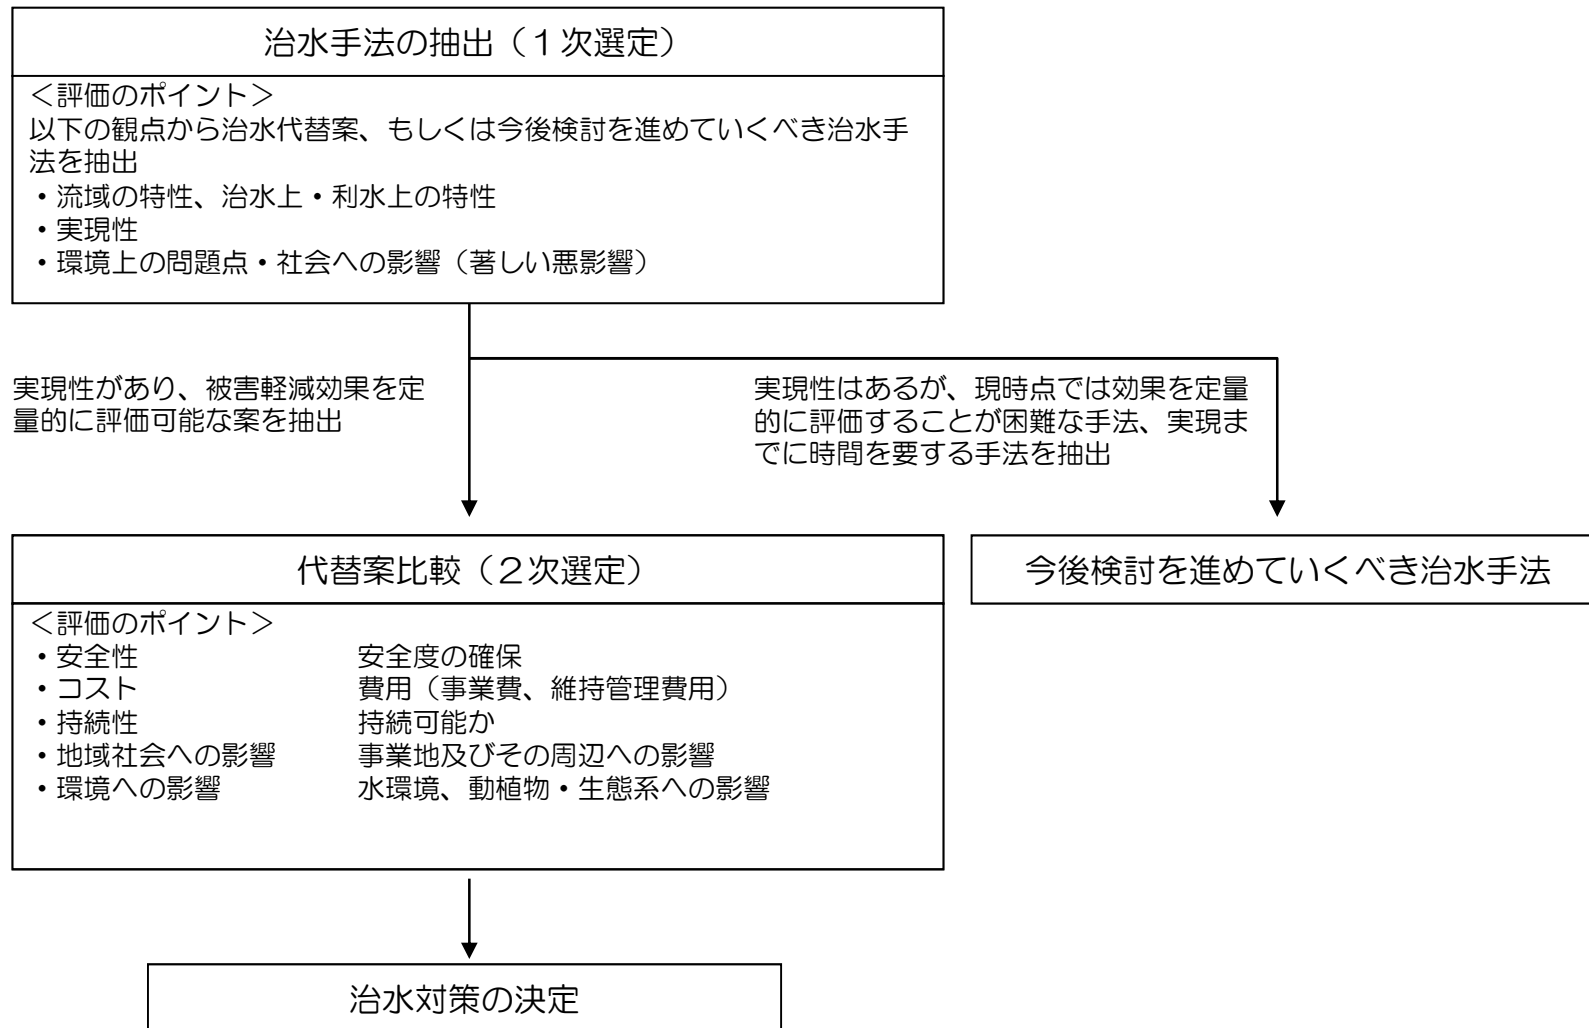 治水手法の抽出（１次選定）
＜評価のポイント＞
以下の観点から治水代替案、もしくは今後検討を進めていくべき治水手
法を抽出
・流域の特性、治水上・利水上の特性
・実現性
・環境上の問題点・社会への影響（著しい悪影響）
実現性があり、被害軽減効果を定
量的に評価可能な案を抽出
実現性はあるが、現時点では効果を定量
的に評価することが困難な手法、実現ま
でに時間を要する手法を抽出
代替案比較（２次選定）
今後検討を進めていくべき治水手法
＜評価のポイント＞
・安全性　安全度の確保
・コスト　費用（事業費、維持管理費用）
・持続性　持続可能か
・地域社会への影響　事業地及びその周辺への影響
・環境への影響　水環境、動植物・生態系への影響
治水対策の決定